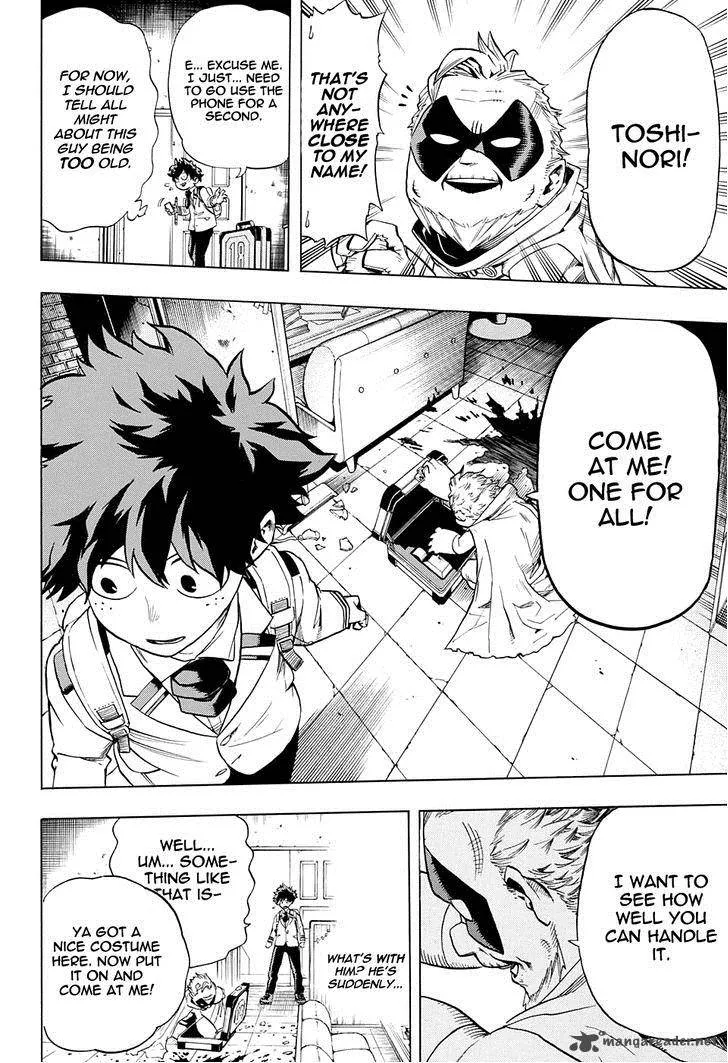 TOSHI-
NORI!
THAT'S
NOT
ANY-
WHERE
CLOSE
TO MY
NAME!
E... EXCUSE ME.
I JUST... NEED
TO GO USE THE
PHONE FOR A
SECOND.
FOR NOW,
I SHOULD
TELL ALL
MIGHT
ABOUT THIS
GUY BEING
TOO OLD.
COME
AT ME!
ONE FOR
ALL!
I WANT TO
SEE HOW
WELL YOU
CAN HANDLE
IT.
WHAT'S WITH
HIM? HE'S
SUDDENLY...
WELL...
UM... SOME-
THING LIKE
THAT IS-
YA GOT A
NICE COSTUME
HERE. NOW PUT
IT ON AND
COME AT ME!
mangareader.net